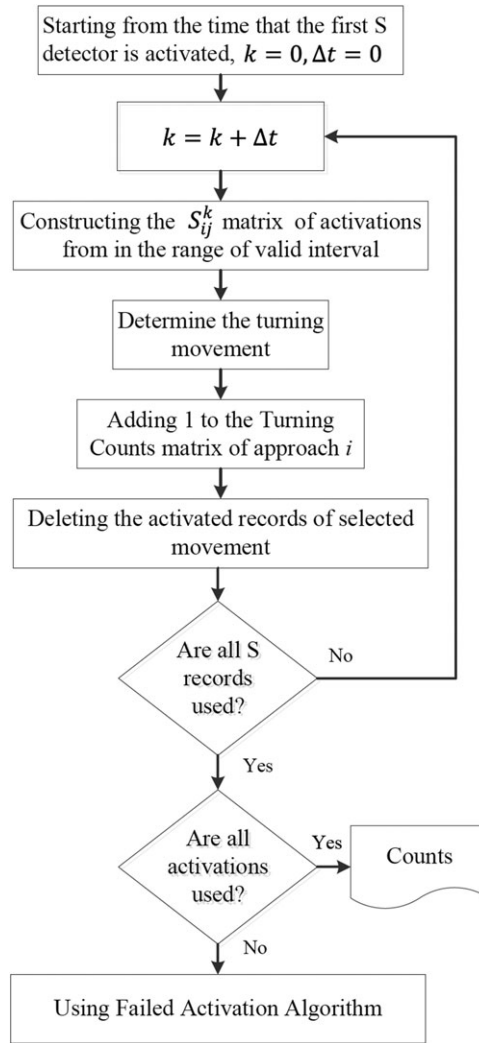 Starting from the time that the first S
detector is activated, k = 0, Δt = 0
k = k + Δt
Constructing the S_{ij}^{k} matrix of activations
from in the range of valid interval
Determine the turning
movement
Adding 1 to the Turning
Counts matrix of approach i
Deleting the activated records of selected
movement
Are all S
records
used?
No
Yes
Are all
activations
used?
Yes
Counts
No
Using Failed Activation Algorithm